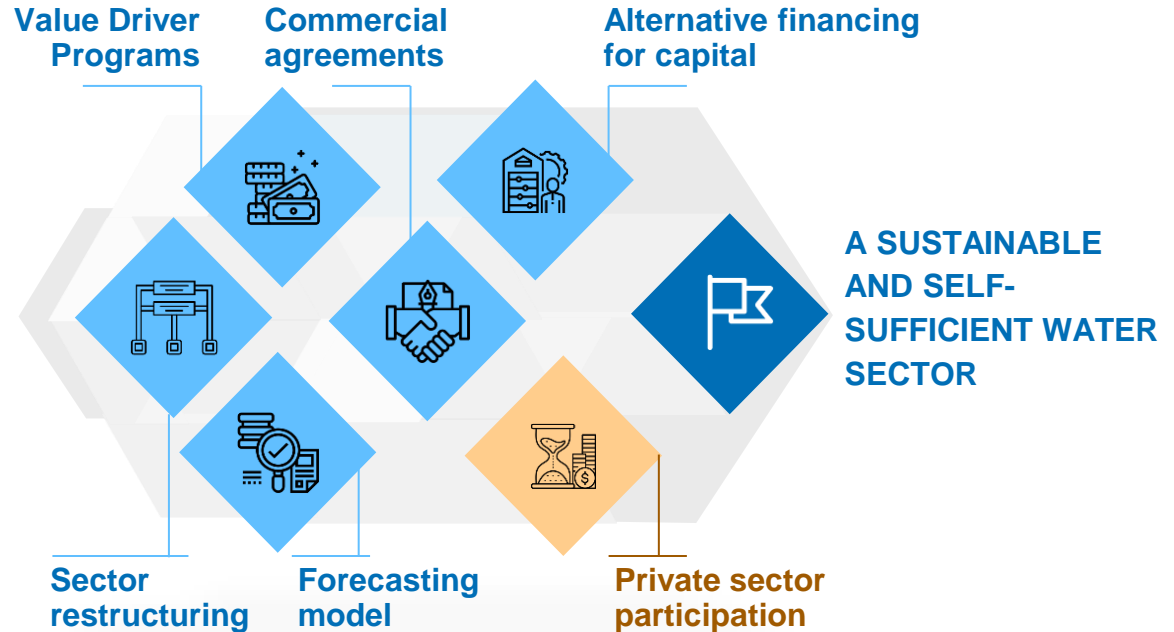 Value Driver
Programs
Commercial
agreements
Alternative financing
for capital
A SUSTAINABLE
AND SELF-
SUFFICIENT WATER
SECTOR
$
Sector
restructuring
Forecasting
model
Private sector
participation